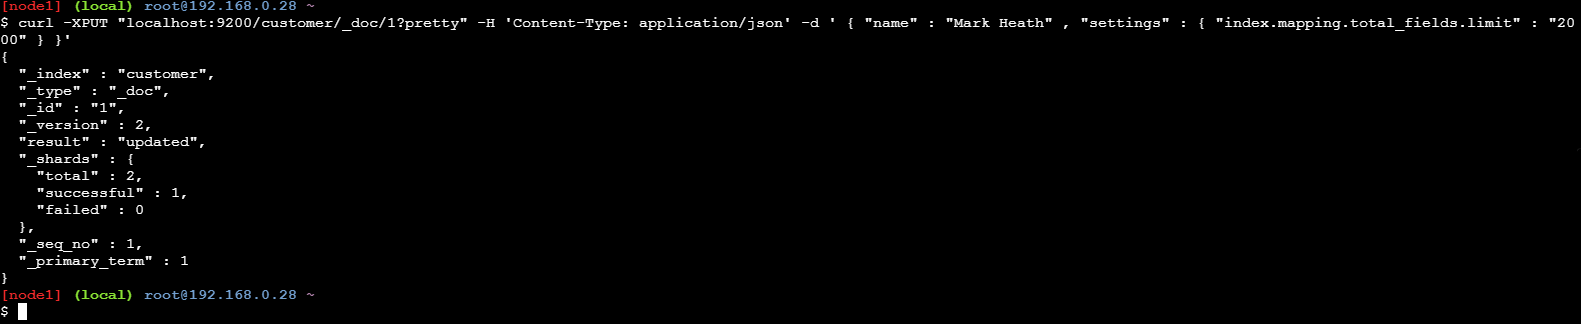 [node1] (local) root@192.168.0.28 ~
$ curl -XPUT "localhost:9200/customer/_doc/1?pretty" -H 'Content-Type: application/json' -d ' { "name" : "Mark Heath" , "settings" : { "index.mapping.total_fields.limit" : "20
00" } }'
{
  "_index" : "customer",
  "_type" : "_doc",
  "_id" : "1",
  "_version" : 2,
  "result" : "updated",
  "_shards" : {
    "total" : 2,
    "successful" : 1,
    "failed" : 0
  },
  "_seq_no" : 1,
  "_primary_term" : 1
}
[node1] (local) root@192.168.0.28 ~
$